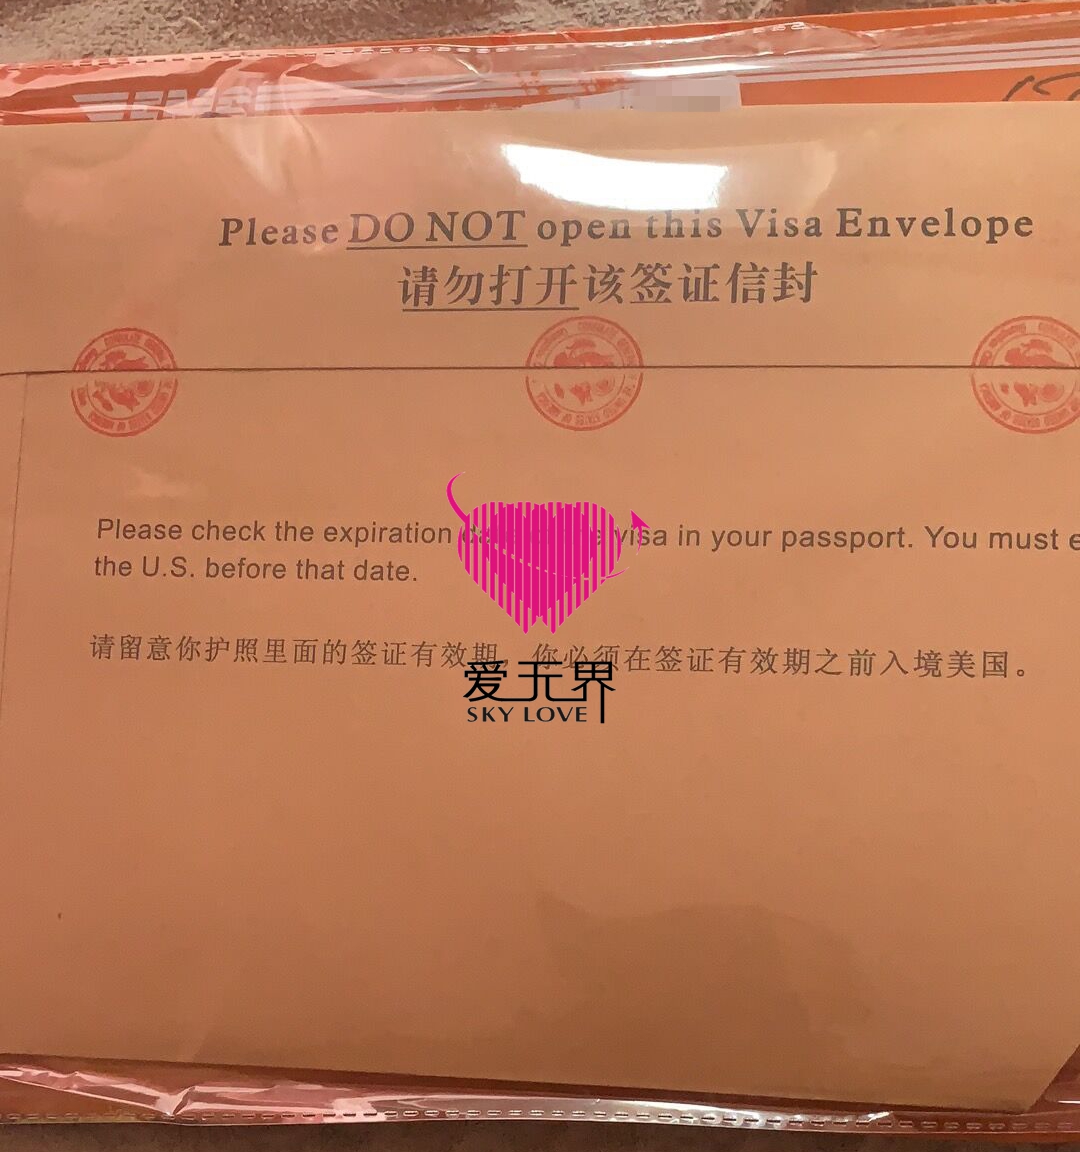 EMS
Please DO NOT open this Visa Envelope
请勿打开该签证信封
Please check the expiration visa in your passport. You must
the U.S. before that date.
请留意你护照里面的签证有效期，你必须在签证有效期之前入境美国。
爱无界
SKY LOVE